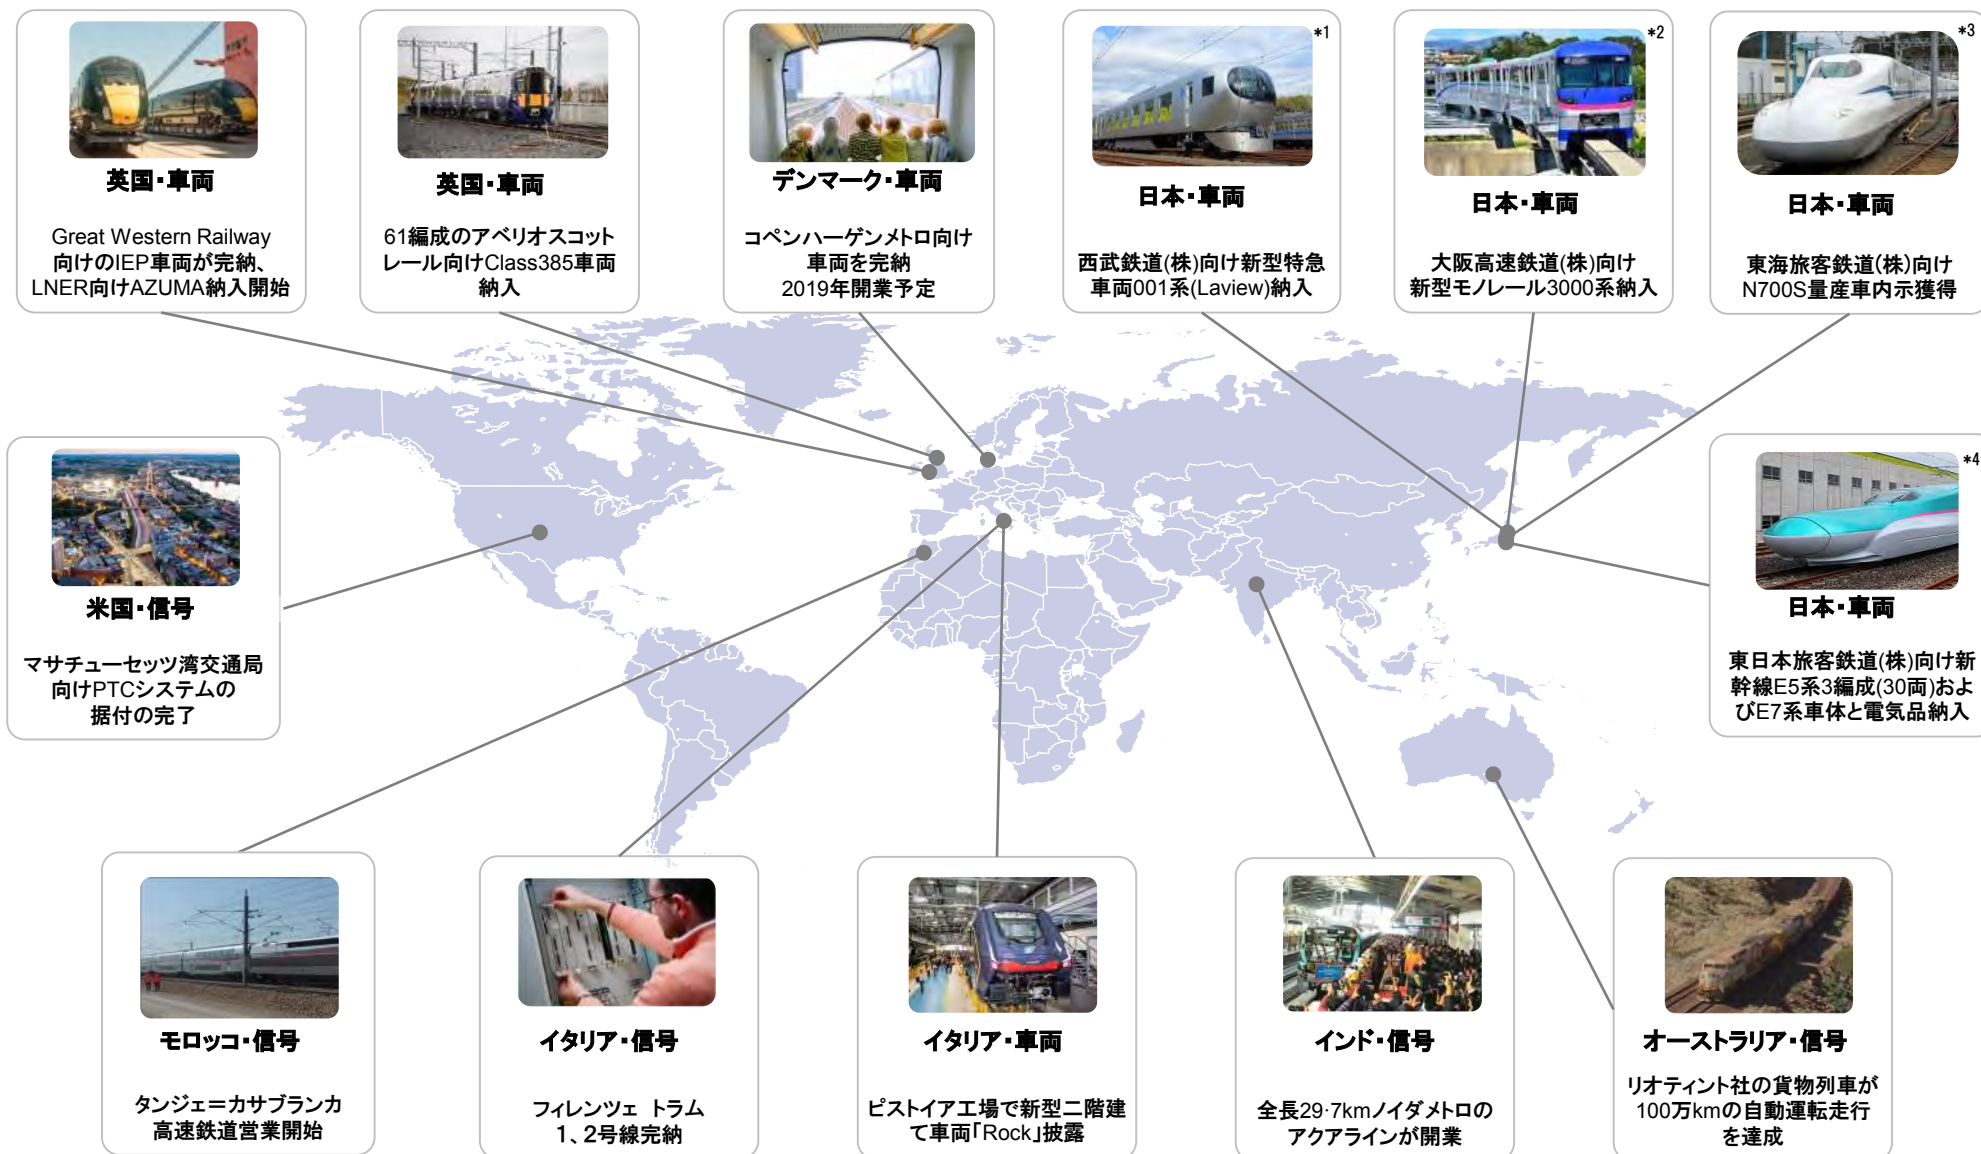 英国・車両
Great Western Railway
向けのIEP車両が完納、
LNER向けAZUMA納入開始
英国・車両
61編成のアベリオスコット
レール向けClass385車両
納入
デンマーク・車両
コペンハーゲンメトロ向け
車両を完納
2019年開業予定
*1
日本・車両
西武鉄道(株)向け新型特急
車両001系(Laview)納入
*2
日本・車両
大阪高速鉄道(株)向け
新型モノレール3000系納入
*3
日本・車両
東海旅客鉄道(株)向け
N700S量産車内示獲得
米国・信号
マサチューセッツ湾交通局
向けPTCシステムの
据付の完了
*4
日本・車両
東日本旅客鉄道(株)向け新
幹線E5系3編成(30両)およ
びE7系車体と電気品納入
モロッコ・信号
タンジェ=カサブランカ
高速鉄道営業開始
イタリア・信号
フィレンツェ トラム
1、2号線完納
イタリア・車両
ピストイア工場で新型二階建
て車両「Rock」披露
インド・信号
全長29·7kmノイダメトロの
アクアラインが開業
オーストラリア・信号
リオティント社の貨物列車が
100万kmの自動運転走行
を達成